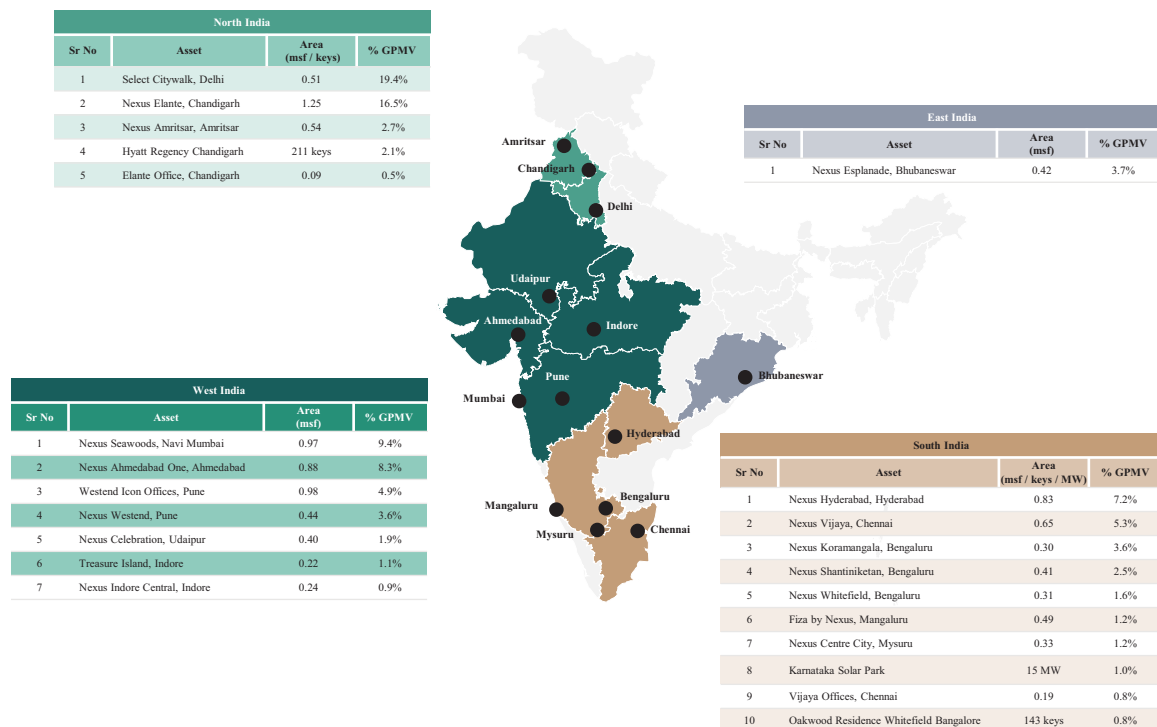 North India
Sr No Asset Area (msf / keys) % GPMV
1 Select Citywalk, Delhi 0.51 19.4%
2 Nexus Elante, Chandigarh 1.25 16.5%
3 Nexus Amritsar, Amritsar 0.54 2.7%
4 Hyatt Regency Chandigarh 211 keys 2.1%
5 Elante Office, Chandigarh 0.09 0.5%
East India
Sr No Asset Area (msf) % GPMV
1 Nexus Esplanade, Bhubaneswar 0.42 3.7%
Amritsar
Chandigarh
Delhi
Udaipur
Ahmedabad
Indore
Pune
Mumbai
Bhubaneswar
Hyderabad
Mangaluru
Bengaluru
Mysuru
Chennai
West India
Sr No Asset Area (msf) % GPMV
1 Nexus Seawoods, Navi Mumbai 0.97 9.4%
2 Nexus Ahmedabad One, Ahmedabad 0.88 8.3%
3 Westend Icon Offices, Pune 0.98 4.9%
4 Nexus Westend, Pune 0.44 3.6%
5 Nexus Celebration, Udaipur 0.40 1.9%
6 Treasure Island, Indore 0.22 1.1%
7 Nexus Indore Central, Indore 0.24 0.9%
South India
Sr No Asset Area (msf / keys / MW) % GPMV
1 Nexus Hyderabad, Hyderabad 0.83 7.2%
2 Nexus Vijaya, Chennai 0.65 5.3%
3 Nexus Koramangala, Bengaluru 0.30 3.6%
4 Nexus Shantiniketan, Bengaluru 0.41 2.5%
5 Nexus Whitefield, Bengaluru 0.31 1.6%
6 Fiza by Nexus, Mangaluru 0.49 1.2%
7 Nexus Centre City, Mysuru 0.33 1.2%
8 Karnataka Solar Park 15 MW 1.0%
9 Vijaya Offices, Chennai 0.19 0.8%
10 Oakwood Residence Whitefield Bangalore 143 keys 0.8%